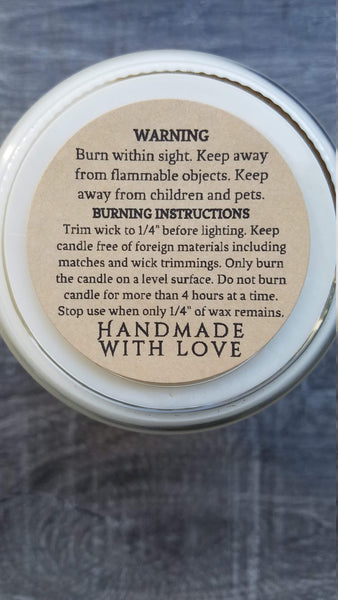 WARNING
Burn within sight. Keep away
from flammable objects. Keep
away from children and pets.
BURNING INSTRUCTIONS
Trim wick to 1/4" before lighting. Keep
candle free of foreign materials including
matches and wick trimmings. Only burn
the candle on a level surface. Do not burn
candle for more than 4 hours at a time.
Stop use when only 1/4" of wax remains.
HANDMADE
WITH LOVE